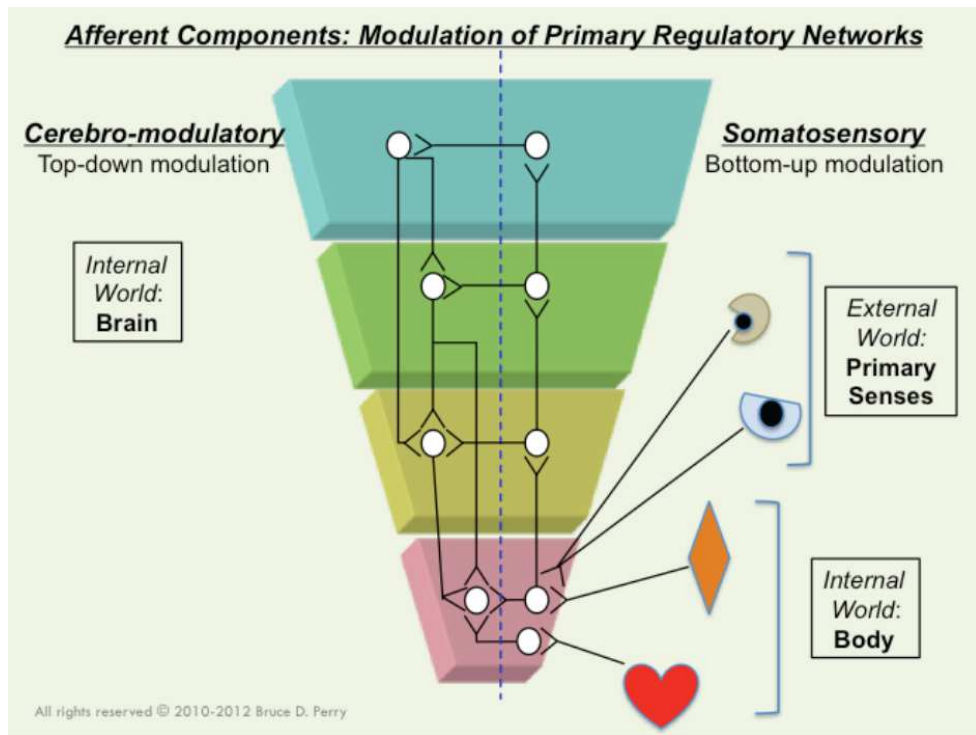 Afferent Components: Modulation of Primary Regulatory Networks
Cerebro-modulatory
Top-down modulation
Somatosensory
Bottom-up modulation
Internal
World:
Brain
External
World:
Primary
Senses
Internal
World:
Body
All rights reserved © 2010-2012 Bruce D. Perry